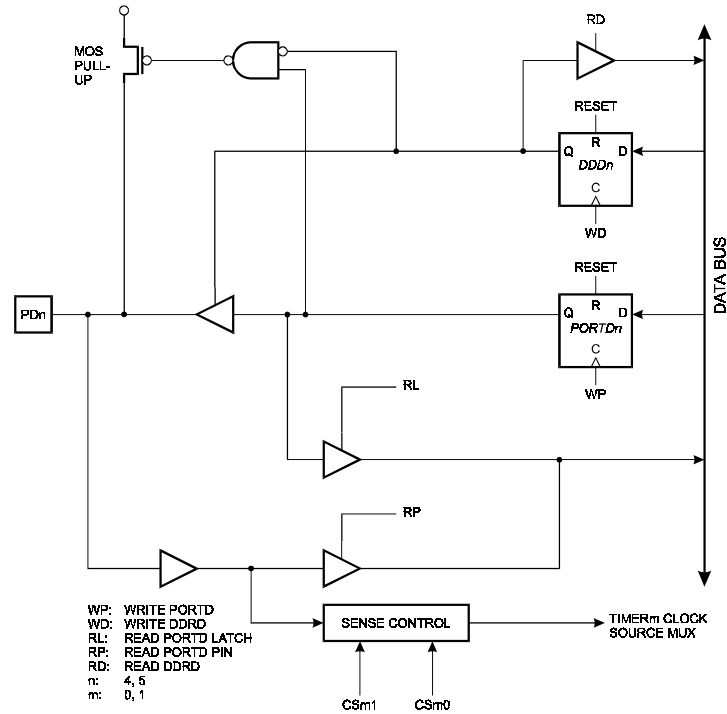 RD
MOS
PULL-
UP
RESET
R
Q
D
DDDn
C
WD
DATA BUS
RESET
PDn
R
Q
D
PORTDn
C
WP
RL
RP
WP: WRITE PORTD
WD: WRITE DDRD
RL: READ PORTD LATCH
RP: READ PORTD PIN
RD: READ DDRD
n: 4, 5
m: 0, 1
SENSE CONTROL
TIMERm CLOCK
SOURCE MUX
CSm1
CSm0